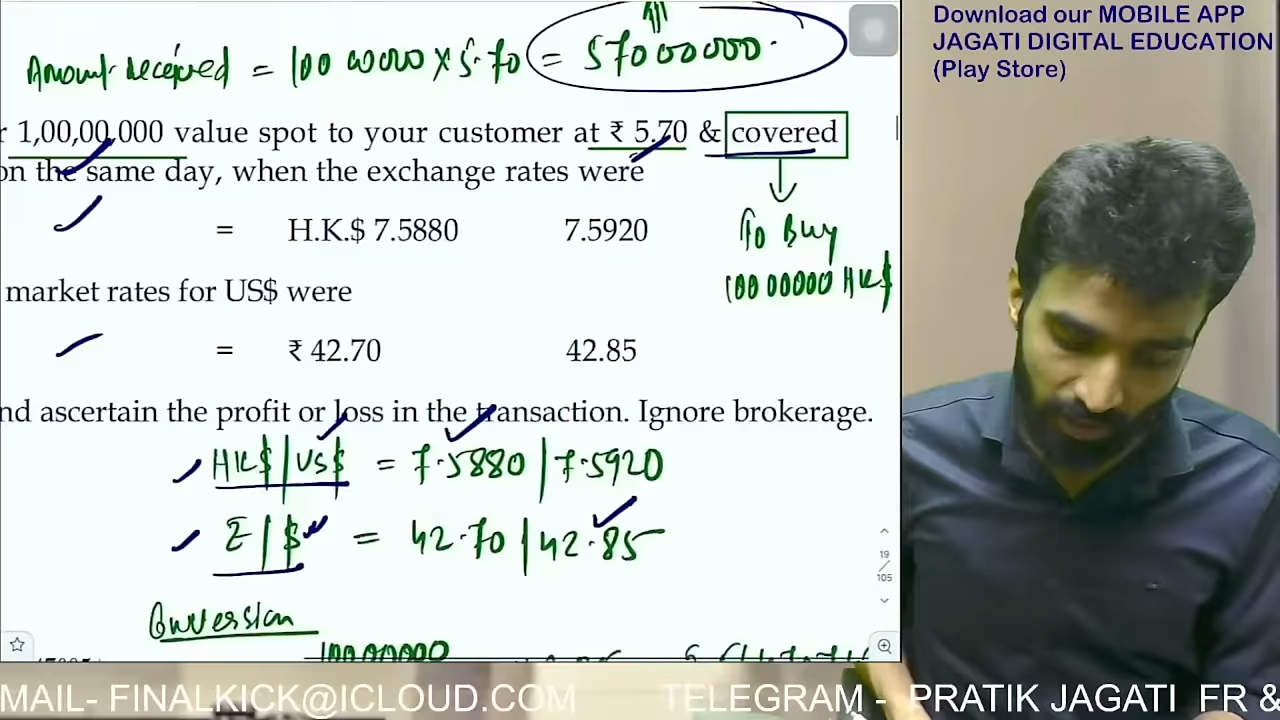 Download our MOBILE APP
JAGATI DIGITAL EDUCATION
(Play Store)
Amount received = 100 00000 x 5.70 = 57000000.
r 1,00,00,000 value spot to your customer at ₹ 5.70 & covered
on the same day, when the exchange rates were
= H.K.$ 7.5880 7.5920
To Buy
100 00000 HK$
market rates for US$ were
= ₹ 42.70 42.85
nd ascertain the profit or loss in the transaction. Ignore brokerage.
HK$|US$ = 7.5880 | 7.5920
₹|$ = 42.70 | 42.85
19
/
105
Conversion
10000000
MAIL- FINALKICK@ICLOUD.COM TELEGRAM - PRATIK JAGATI FR &